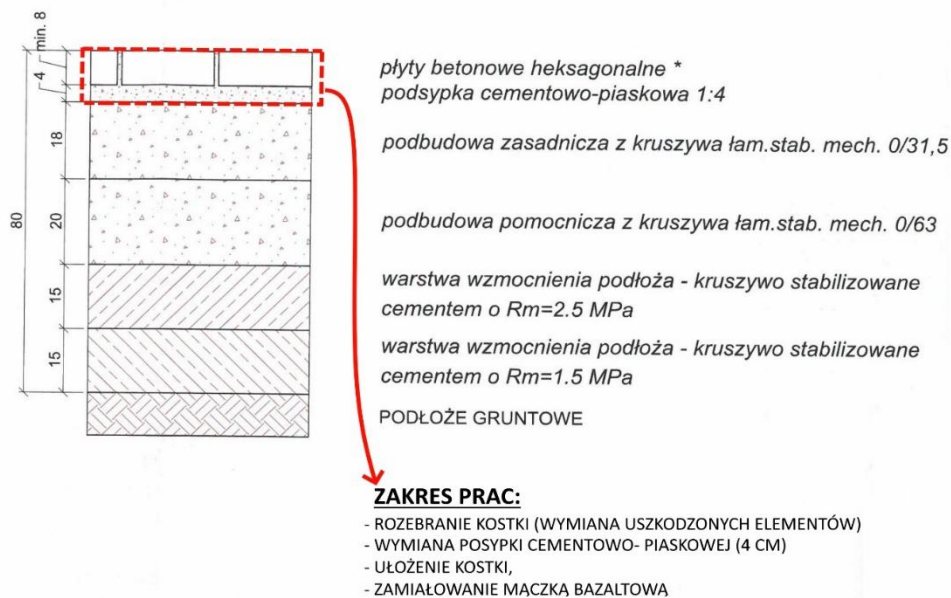 min. 8
4
18
20
15
15
80
płyty betonowe heksagonalne *
podsypka cementowo-piaskowa 1:4
podbudowa zasadnicza z kruszywa łam.stab. mech. 0/31,5
podbudowa pomocnicza z kruszywa łam.stab. mech. 0/63
warstwa wzmocnienia podłoża - kruszywo stabilizowane
cementem o Rm=2.5 MPa
warstwa wzmocnienia podłoża - kruszywo stabilizowane
cementem o Rm=1.5 MPa
PODŁOŻE GRUNTOWE
ZAKRES PRAC:
- ROZEBRANIE KOSTKI (WYMIANA USZKODZONYCH ELEMENTÓW)
- WYMIANA POSYPKI CEMENTOWO- PIASKOWEJ (4 CM)
- UŁOŻENIE KOSTKI,
- ZAMIAŁOWANIE MĄCZKĄ BAZALTOWĄ